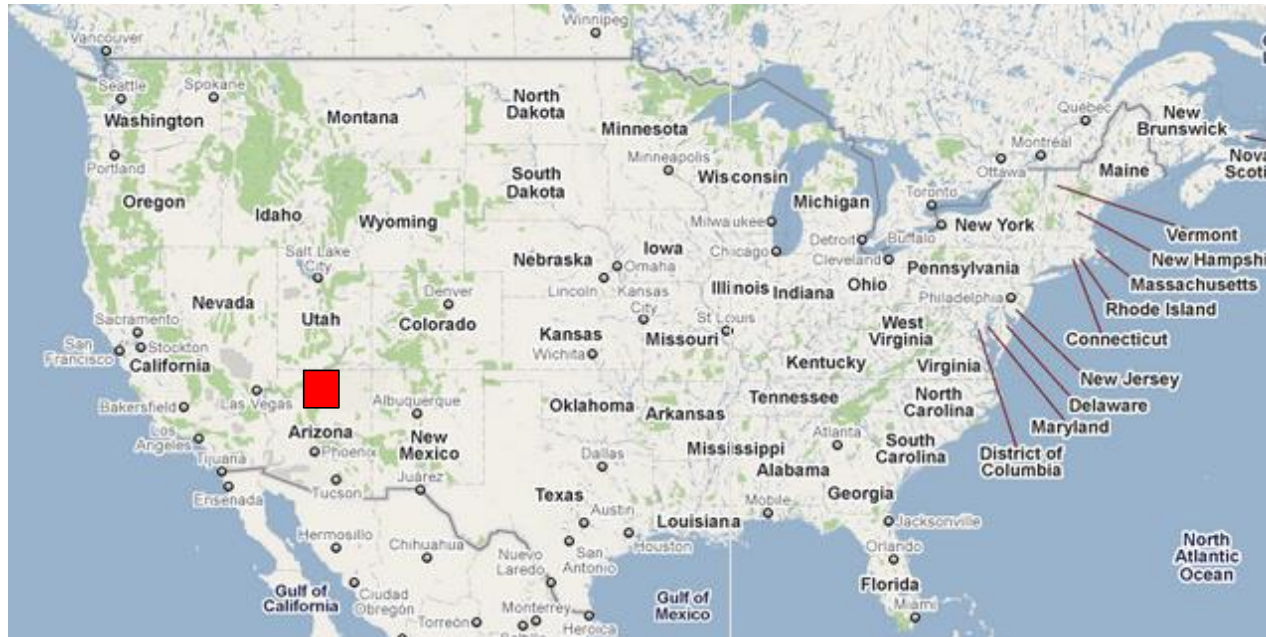 Winnipeg
Vancouver
Seattle
Spokane
Washington
Montana
North
Dakota
Minnesota
Québec
New
Brunswick
Portland
Minneapolis
Montréal
Ottawa
Maine
Nova
Scoti
Oregon
Idaho
Wyoming
South
Dakota
Wisconsin
Michigan
Toronto
New York
Vermont
Milwaukee
Detroit
Buffalo
Salt Lake
City
Nebraska
Iowa
Omaha
Chicago
Cleveland
Pennsylvania
New Hampshi
Massachusetts
Rhode Island
Connecticut
Nevada
Utah
Denver
Colorado
Lincoln
Kansas
City
Illinois
Indiana
Ohio
Philadelphia
Sacramento
San
Francisco
Stockton
California
Kansas
Wichita
Missouri
St Louis
West
Virginia
Kentucky
Virginia
New Jersey
Delaware
Maryland
District of
Columbia
Bakersfield
Las Vegas
Albuquerque
Oklahoma
Arkansas
Tennessee
North
Carolina
Los
Angeles
Arizona
Phoenix
New
Mexico
Mississippi
Atlanta
South
Carolina
Alabama
Tijuana
Ensenada
Tucson
Juárez
Dallas
Texas
Georgia
Mobile
Austin
Louisiana
Jacksonville
Hermosillo
Chihuahua
Houston
San
Antonio
Nuevo
Laredo
Orlando
Florida
Miami
North
Atlantic
Ocean
Gulf of
California
Ciudad
Obregón
Gulf of
Mexico
Torreón
Monterrey
Heroica